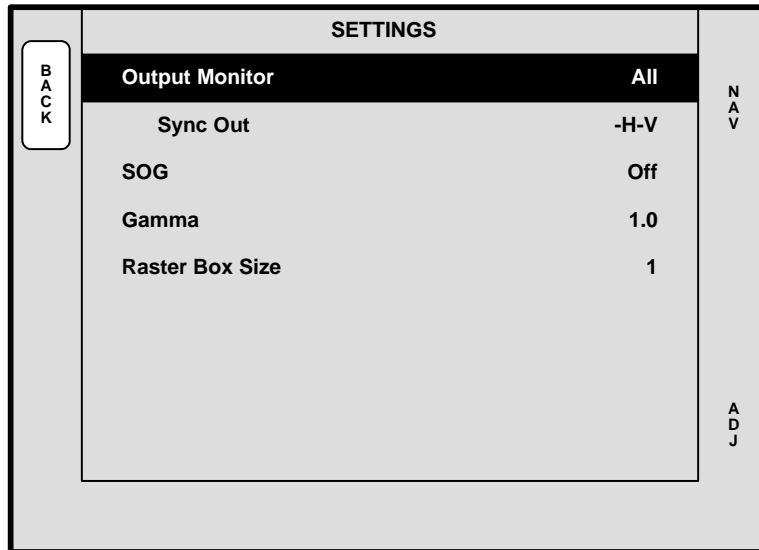 SETTINGS
BACK
Output Monitor All
Sync Out -H-V
SOG Off
Gamma 1.0
Raster Box Size 1
NAV
ADJ